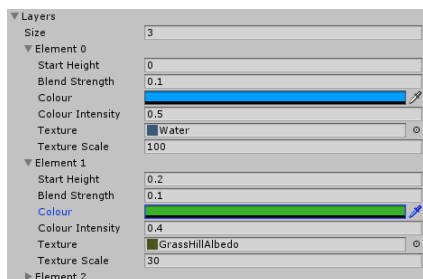 Layers
Size 3
Element 0
Start Height 0
Blend Strength 0.1
Colour
Colour Intensity 0.5
Texture Water
Texture Scale 100
Element 1
Start Height 0.2
Blend Strength 0.1
Colour
Colour Intensity 0.4
Texture GrassHillAlbedo
Texture Scale 30
Element 2